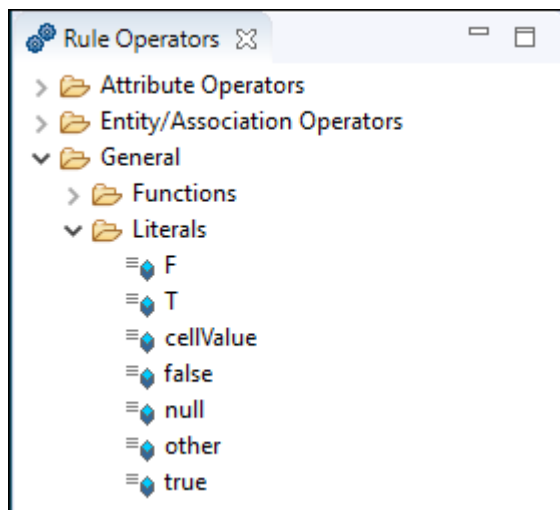 Rule Operators
Attribute Operators
Entity/Association Operators
General
Functions
Literals
F
T
cellValue
false
null
other
true